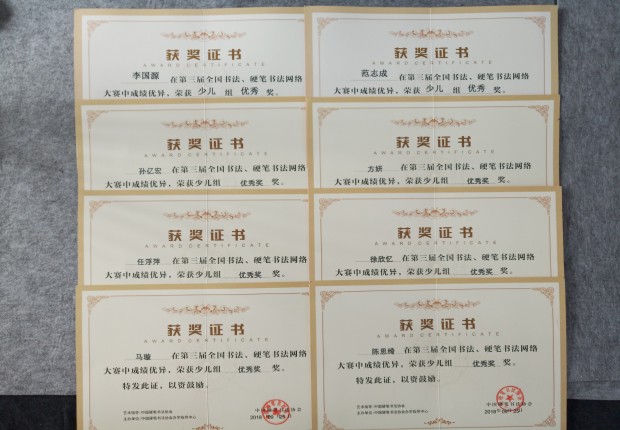 获奖证书
AWARD CERTIFICATE
李国源 在第三届全国书法、硬笔书法网络
大赛中成绩优异，荣获 少儿 组 优秀 奖。
获奖证书
AWARD CERTIFICATE
范志成 在第三届全国书法、硬笔书法网络
大赛中成绩优异，荣获 少儿 组 优秀 奖。
获奖证书
AWARD CERTIFICATE
孙亿宏 在第三届全国书法、硬笔书法网络
大赛中成绩优异，荣获少儿组 优秀奖 奖。
获奖证书
AWARD CERTIFICATE
方妍 在第三届全国书法、硬笔书法网络
大赛中成绩优异，荣获少儿组 优秀奖 奖。
获奖证书
AWARD CERTIFICATE
任浮萍 在第三届全国书法、硬笔书法网络
大赛中成绩优异，荣获少儿组 优秀奖 奖。
获奖证书
AWARD CERTIFICATE
徐欣忆 在第三届全国书法、硬笔书法网络
大赛中成绩优异，荣获少儿组 优秀奖 奖。
获奖证书
AWARD CERTIFICATE
马璇 在第三届全国书法、硬笔书法网络
大赛中成绩优异，荣获少儿组 优秀奖 奖。
特发此证，以资鼓励。
获奖证书
AWARD CERTIFICATE
陈思绮 在第三届全国书法、硬笔书法网络
大赛中成绩优异，荣获少儿组 优秀奖 奖。
特发此证，以资鼓励。